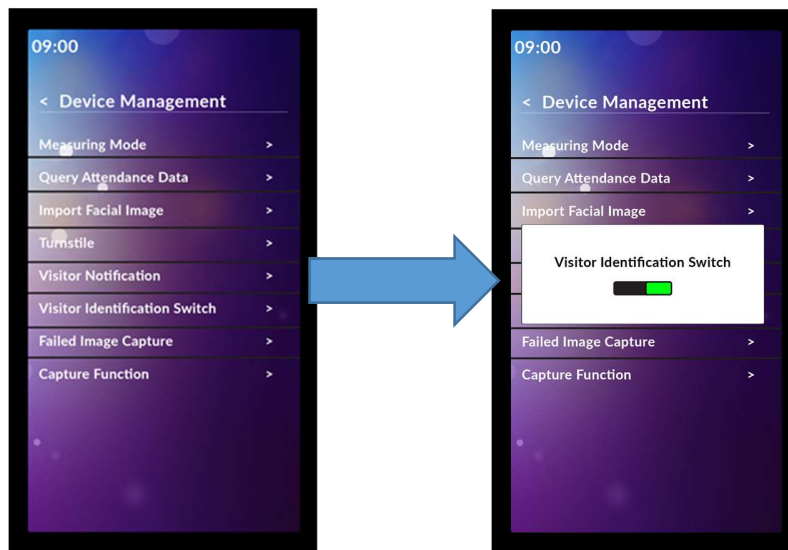 09:00
< Device Management
Measuring Mode >
Query Attendance Data >
Import Facial Image >
Turnstile >
Visitor Notification >
Visitor Identification Switch >
Failed Image Capture >
Capture Function >
09:00
< Device Management
Measuring Mode >
Query Attendance Data >
Import Facial Image >
Visitor Identification Switch
Failed Image Capture >
Capture Function >